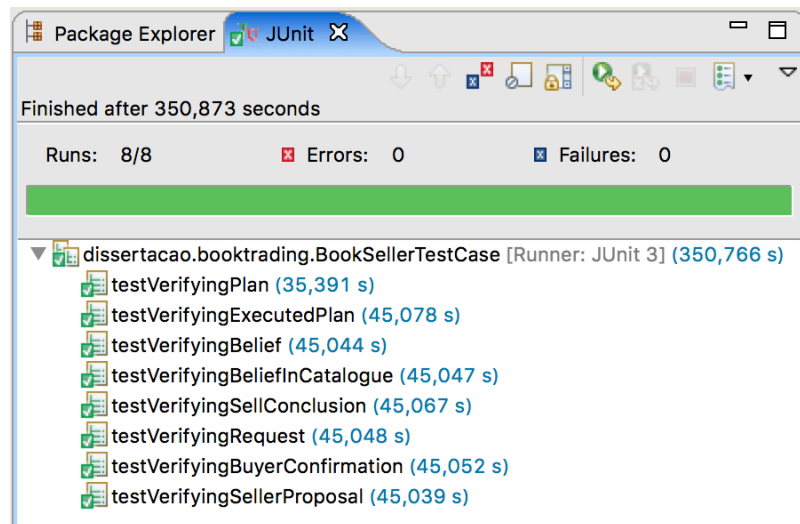 Package Explorer JUnit
Finished after 350,873 seconds
Runs: 8/8 Errors: 0 Failures: 0
dissertacao.booktrading.BookSellerTestCase [Runner: JUnit 3] (350,766 s)
testVerifyingPlan (35,391 s)
testVerifyingExecutedPlan (45,078 s)
testVerifyingBelief (45,044 s)
testVerifyingBeliefInCatalogue (45,047 s)
testVerifyingSellConclusion (45,067 s)
testVerifyingRequest (45,048 s)
testVerifyingBuyerConfirmation (45,052 s)
testVerifyingSellerProposal (45,039 s)